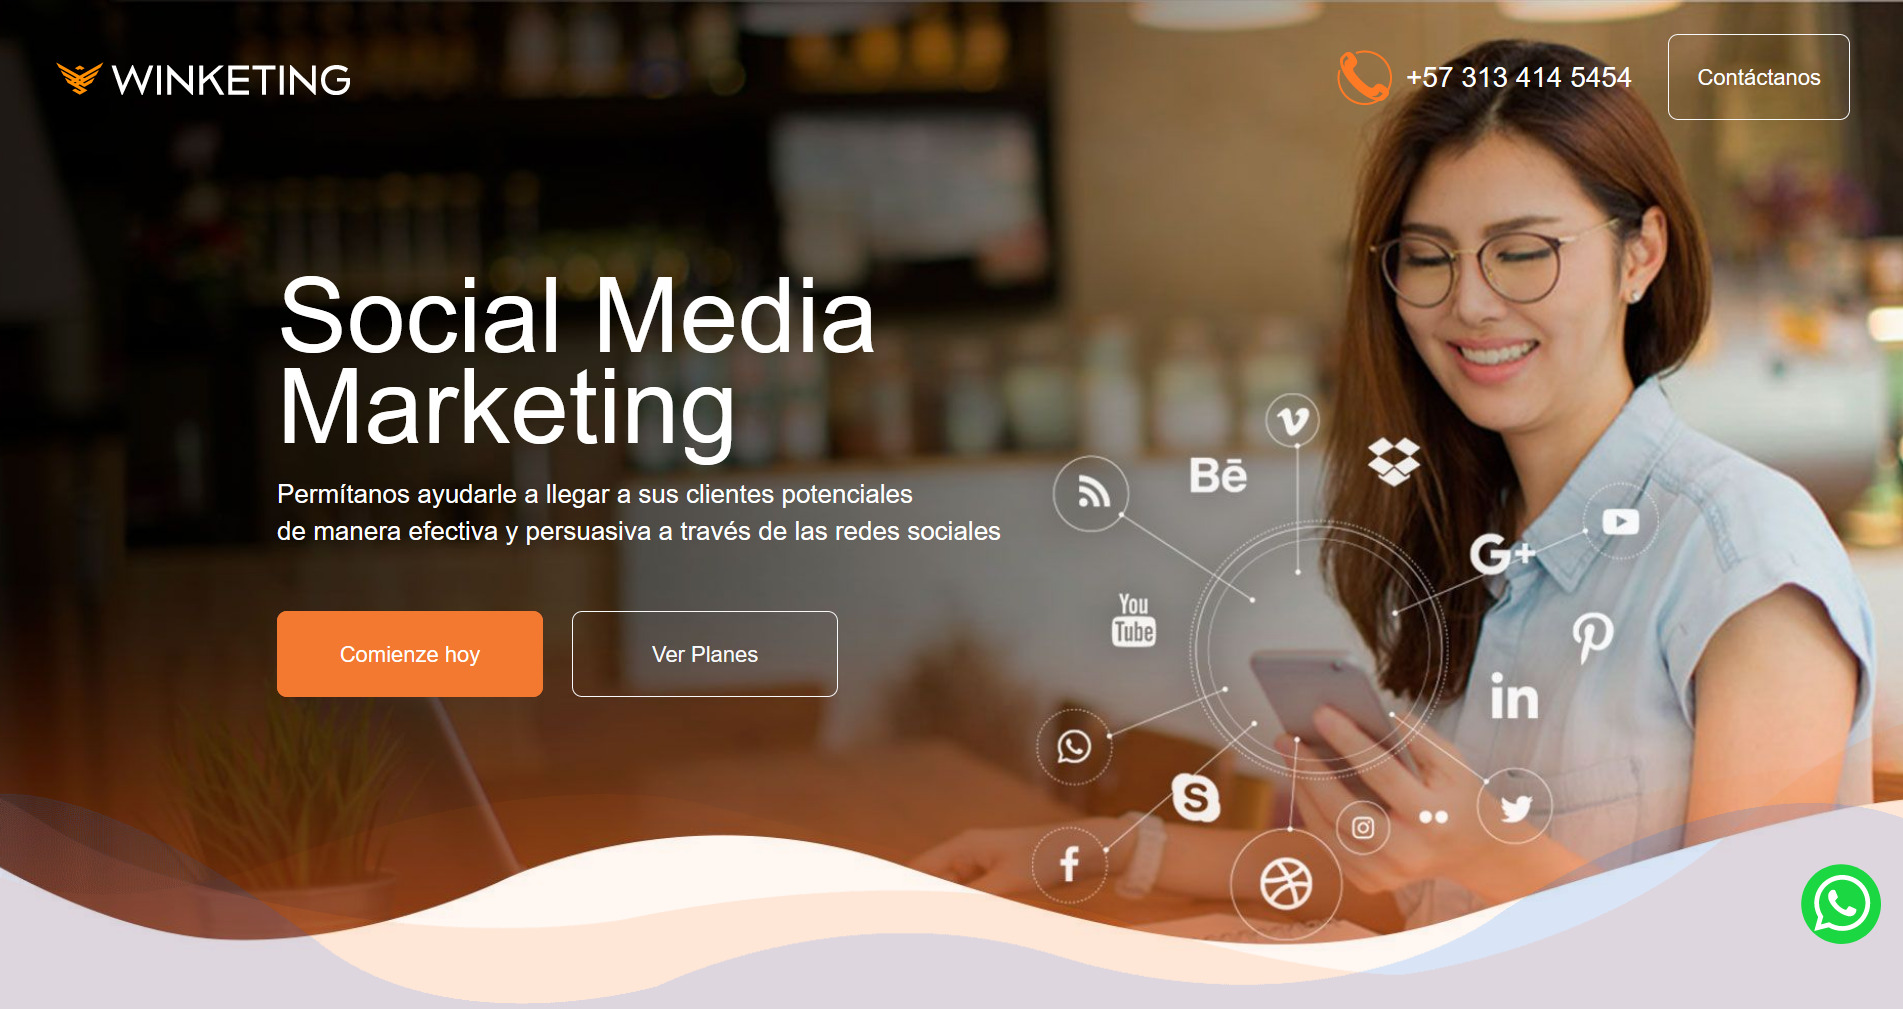 WINKETING
+57 313 414 5454
Contáctanos
Social Media
Marketing
Permítanos ayudarle a llegar a sus clientes potenciales
de manera efectiva y persuasiva a través de las redes sociales
Comienze hoy
Ver Planes
Bē
G+
You
Tube
in
f